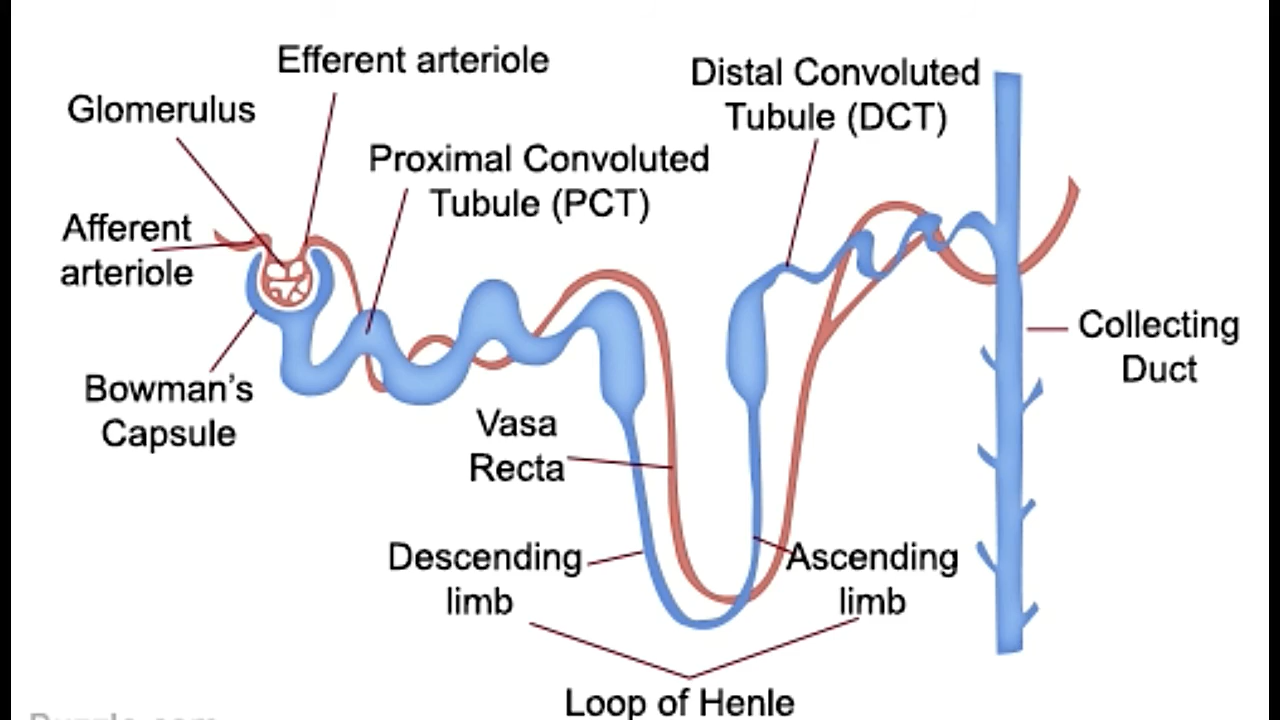 Efferent arteriole
Glomerulus
Distal Convoluted
Tubule (DCT)
Proximal Convoluted
Tubule (PCT)
Afferent
arteriole
Collecting
Duct
Bowman's
Capsule
Vasa
Recta
Descending
limb
Ascending
limb
Loop of Henle